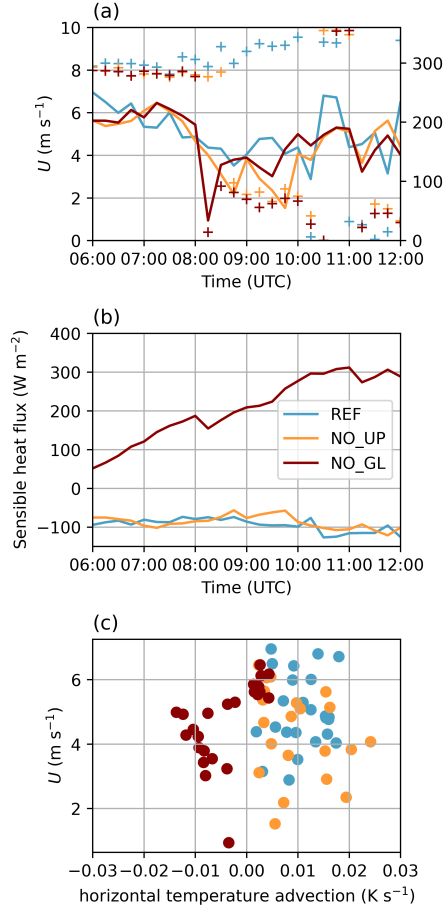 (a)
10
8
6
4
2
0
300
200
100
0
U (m s⁻¹)
06:00 07:00 08:00 09:00 10:00 11:00 12:00
Time (UTC)
(b)
400
300
200
100
0
−100
Sensible heat flux (W m⁻²)
REF
NO_UP
NO_GL
06:00 07:00 08:00 09:00 10:00 11:00 12:00
Time (UTC)
(c)
6
4
2
U (m s⁻¹)
−0.03 −0.02 −0.01 0.00 0.01 0.02 0.03
horizontal temperature advection (K s⁻¹)